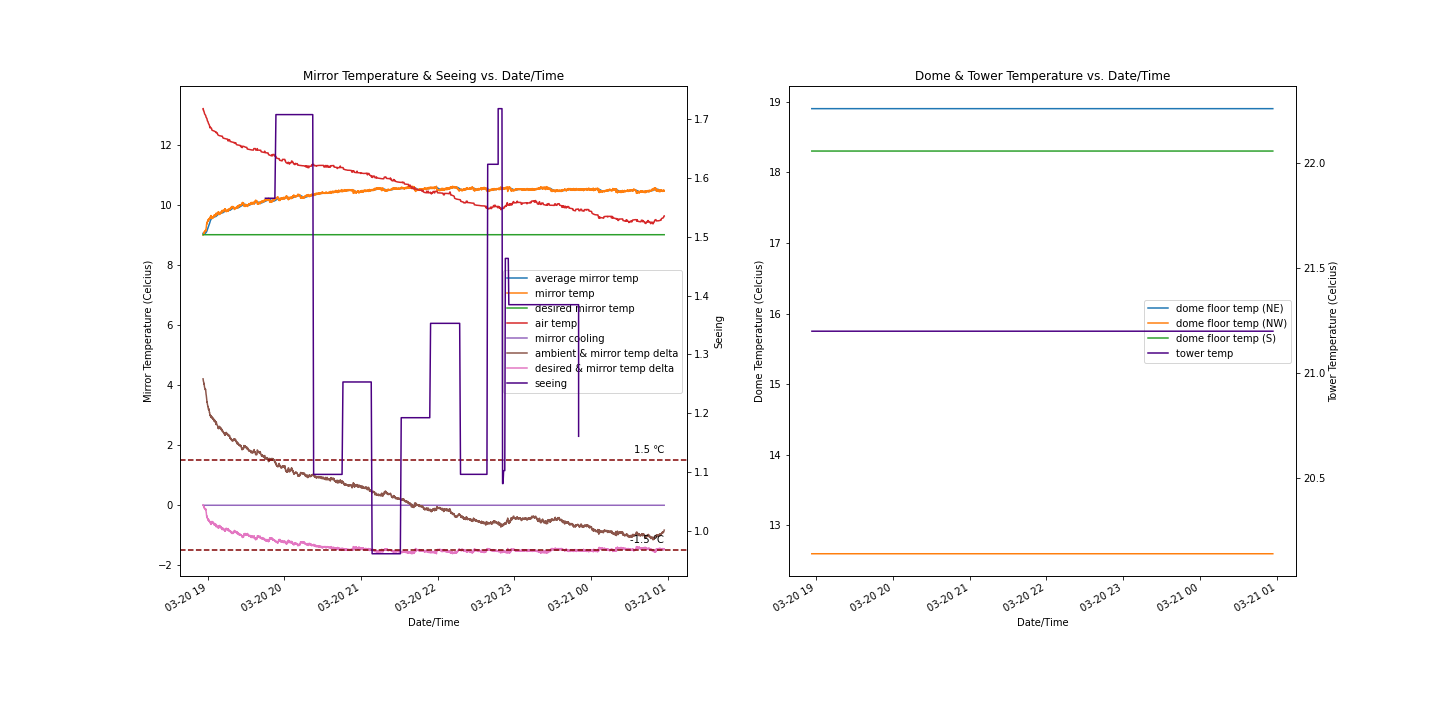 Mirror Temperature & Seeing vs. Date/Time
Mirror Temperature (Celcius)
12
10
8
6
4
2
0
−2
1.7
1.6
1.5
1.4
1.3
1.2
1.1
1.0
Seeing
average mirror temp
mirror temp
desired mirror temp
air temp
mirror cooling
ambient & mirror temp delta
desired & mirror temp delta
seeing
1.5 °C
-1.5 °C
03-20 19
03-20 20
03-20 21
03-20 22
03-20 23
03-21 00
03-21 01
Date/Time
Dome & Tower Temperature vs. Date/Time
Dome Temperature (Celcius)
19
18
17
16
15
14
13
22.0
21.5
21.0
20.5
Tower Temperature (Celcius)
dome floor temp (NE)
dome floor temp (NW)
dome floor temp (S)
tower temp
03-20 19
03-20 20
03-20 21
03-20 22
03-20 23
03-21 00
03-21 01
Date/Time